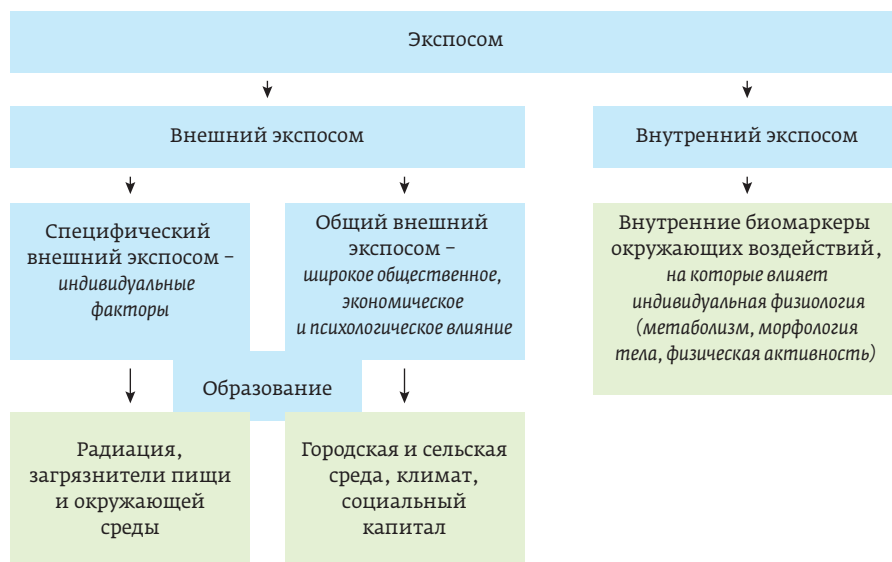 Экспосом
Внешний экспосом
Внутренний экспосом
Специфический
внешний экспосом –
индивидуальные
факторы
Общий внешний
экспосом –
широкое общественное,
экономическое
и психологическое влияние
Внутренние биомаркеры
окружающих воздействий,
на которые влияет
индивидуальная физиология
(метаболизм, морфология
тела, физическая активность)
Образование
Радиация,
загрязнители пищи
и окружающей
среды
Городская и сельская
среда, климат,
социальный
капитал